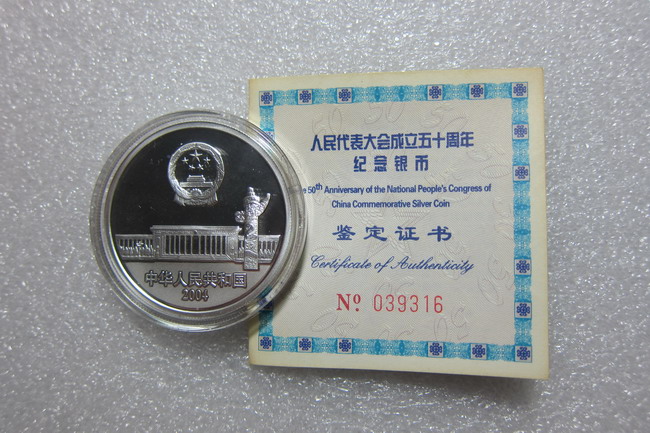 中华人民共和国
2004
人民代表大会成立五十周年
纪念银币
50th Anniversary of the National People's Congress of
China Commemorative Silver Coin
鉴定证书
Certificate of Authenticity
No. 039316